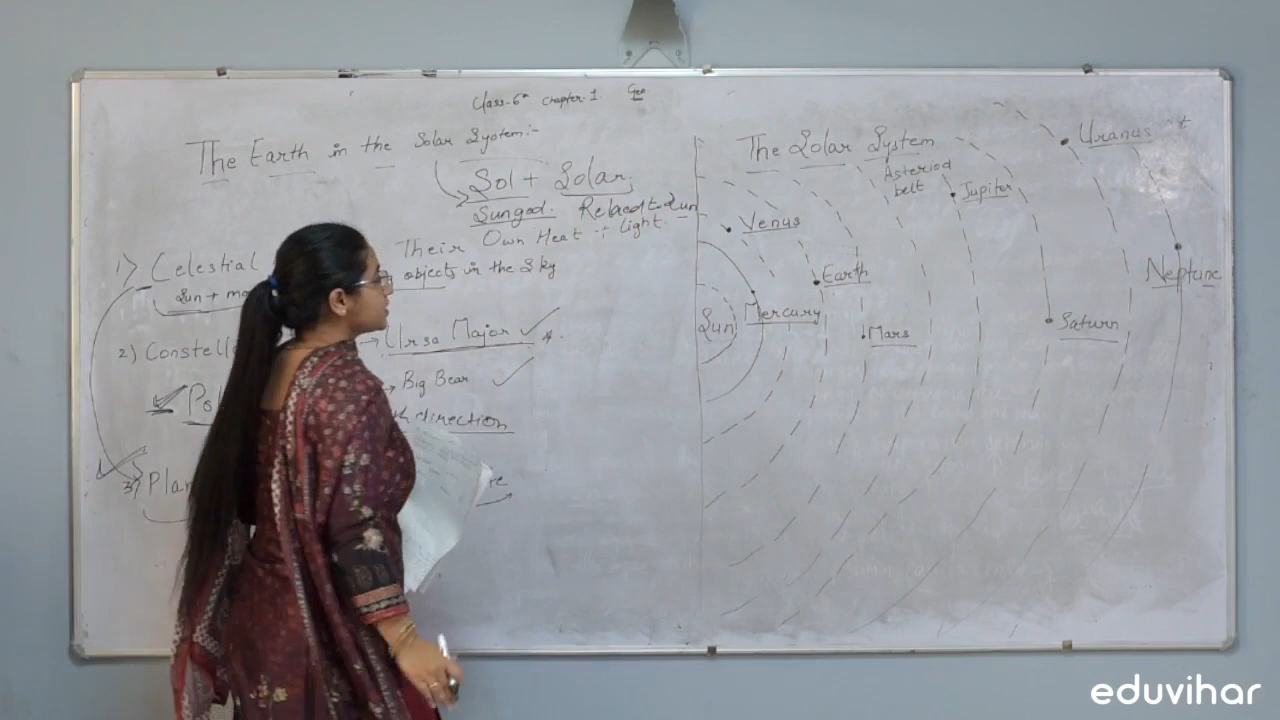 Class-6th Chapter-1 Geo
The Earth in the Solar System:-
Sol + Solar
Sungod. Related to Sun
Their Own Heat + Light
1) Celestial objects in the Sky
Sun + mo
2) Constell → Ursa Major
→ Big Bear
Pol th direction
3) Plan
The Solar System
Asteriod
belt
Uranus
Jupiter
Venus
Earth
Neptune
Mercury
Sun
Saturn
Mars
eduvihar